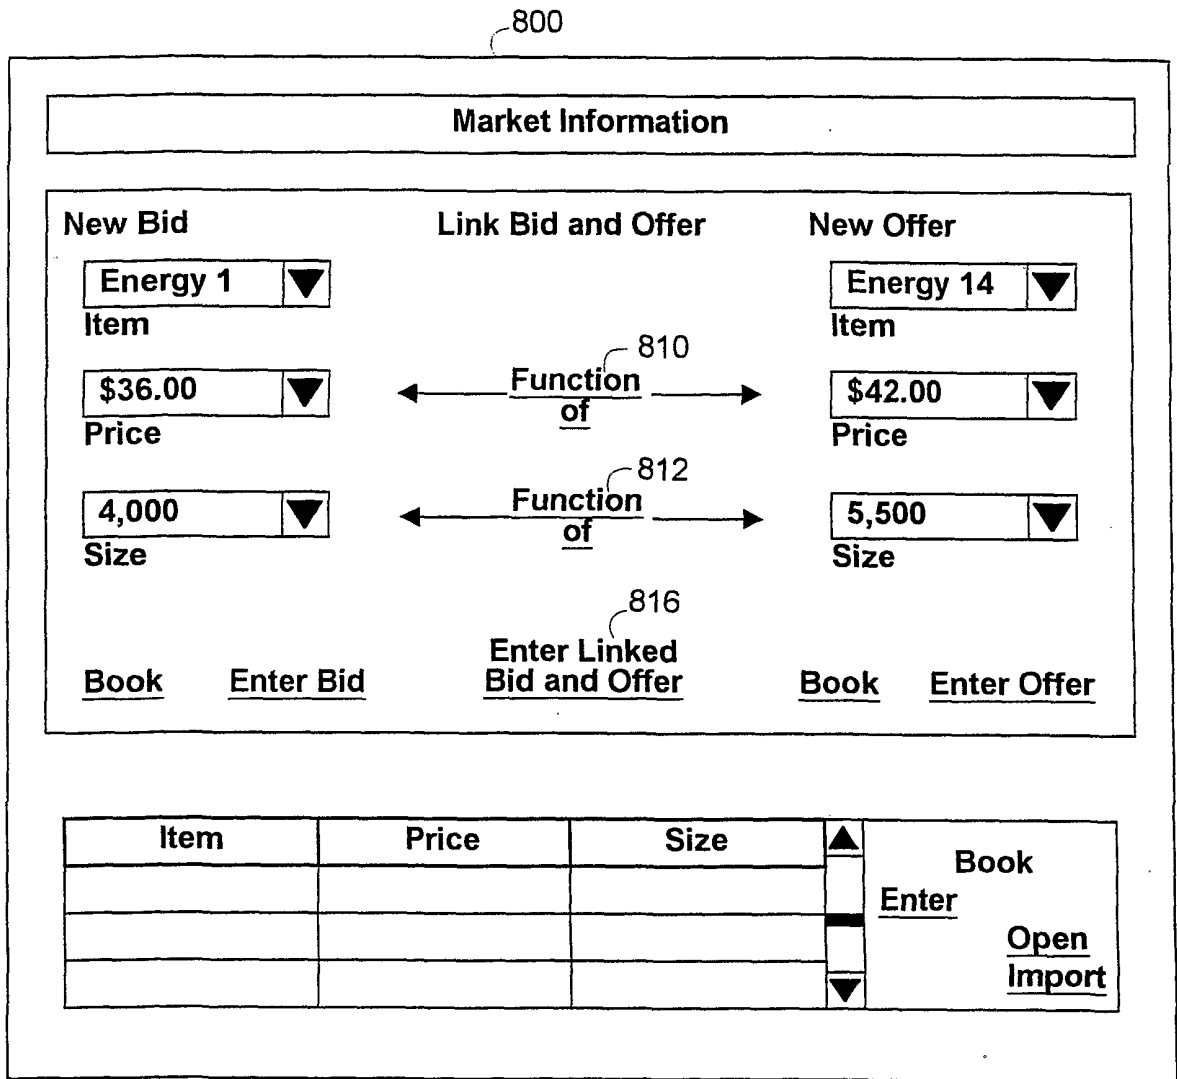 800
Market Information
New Bid Link Bid and Offer New Offer
Energy 1 Energy 14
Item Item
810
$36.00 Function $42.00
of
Price Price
812
4,000 Function 5,500
of
Size Size
816
Enter Linked
Book Enter Bid Bid and Offer Book Enter Offer
Item Price Size
Book
Enter
Open
Import